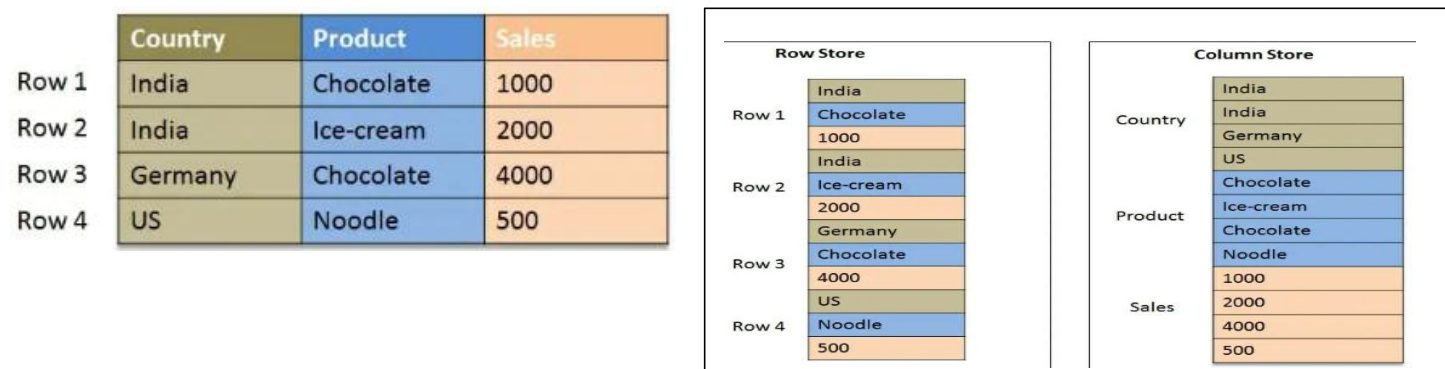 Country Product Sales
Row 1 India Chocolate 1000
Row 2 India Ice-cream 2000
Row 3 Germany Chocolate 4000
Row 4 US Noodle 500
Row Store
India
Row 1 Chocolate
1000
India
Row 2 Ice-cream
2000
Germany
Row 3 Chocolate
4000
US
Row 4 Noodle
500
Column Store
Country
India
India
Germany
US
Product
Chocolate
Ice-cream
Chocolate
Noodle
Sales
1000
2000
4000
500